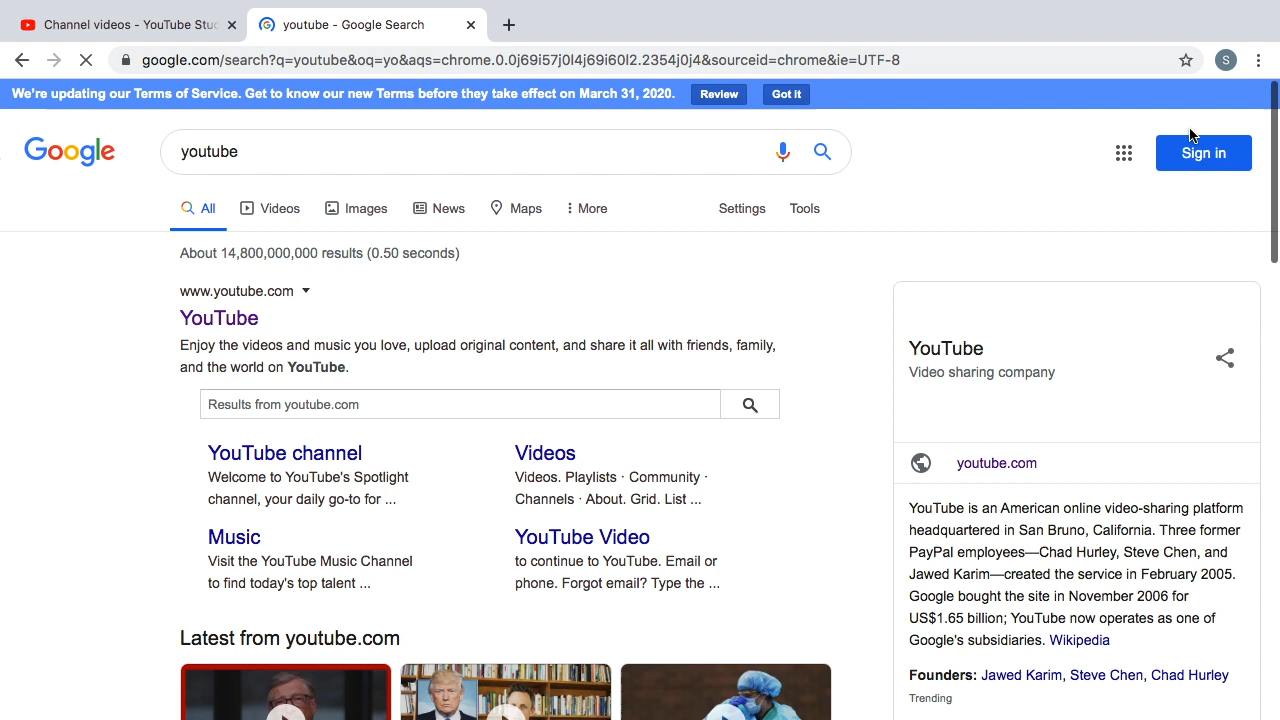 Channel videos - YouTube Stu
youtube - Google Search
google.com/search?q=youtube&oq=yo&aqs=chrome.0.0j69i57j0l4j69i60l2.2354j0j4&sourceid=chrome&ie=UTF-8
S
We're updating our Terms of Service. Get to know our new Terms before they take effect on March 31, 2020.
Review
Got it
Google
youtube
Sign in
All
Videos
Images
News
Maps
More
Settings
Tools
About 14,800,000,000 results (0.50 seconds)
www.youtube.com
YouTube
Enjoy the videos and music you love, upload original content, and share it all with friends, family,
and the world on YouTube.
Results from youtube.com
YouTube channel
Welcome to YouTube's Spotlight
channel, your daily go-to for ...
Videos
Videos. Playlists · Community ·
Channels · About. Grid. List ...
Music
Visit the YouTube Music Channel
to find today's top talent ...
YouTube Video
to continue to YouTube. Email or
phone. Forgot email? Type the ...
Latest from youtube.com
YouTube
Video sharing company
youtube.com
YouTube is an American online video-sharing platform
headquartered in San Bruno, California. Three former
PayPal employees—Chad Hurley, Steve Chen, and
Jawed Karim—created the service in February 2005.
Google bought the site in November 2006 for
US$1.65 billion; YouTube now operates as one of
Google's subsidiaries. Wikipedia
Founders: Jawed Karim, Steve Chen, Chad Hurley
Trending